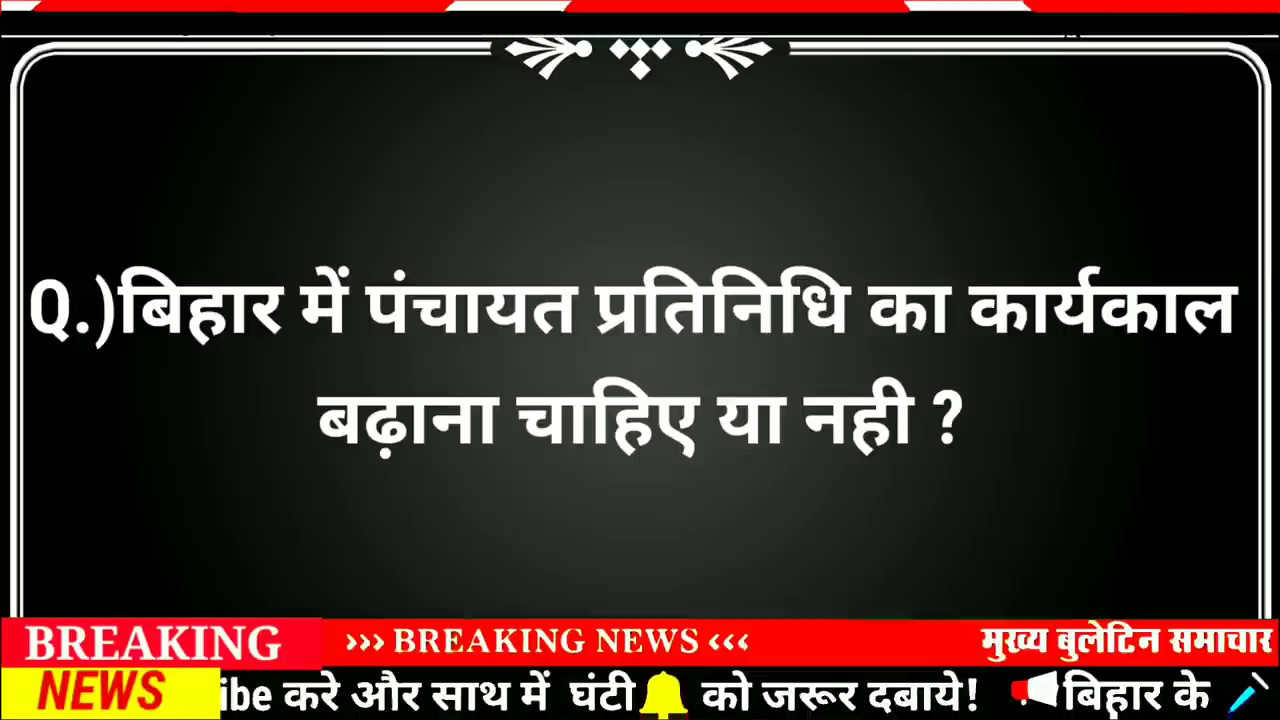 Q.)बिहार में पंचायत प्रतिनिधि का कार्यकाल
बढ़ाना चाहिए या नही ?
BREAKING
NEWS
››› BREAKING NEWS ‹‹‹
मुख्य बुलेटिन समाचार
ibe करे और साथ में घंटी🔔 को जरूर दबाये! 📢बिहार के